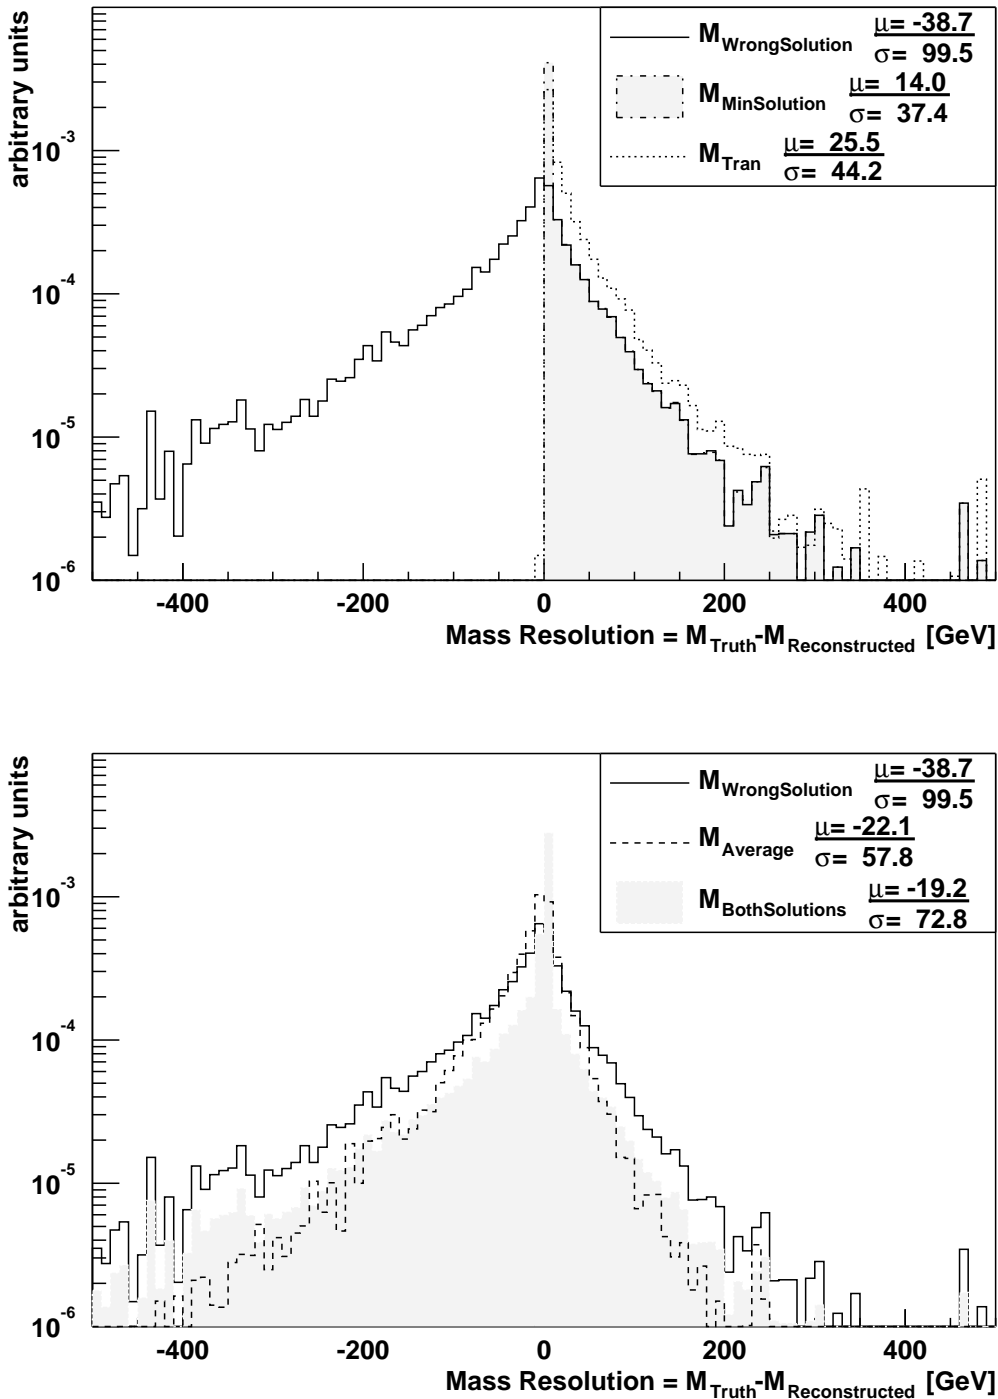 arbitrary units
M_WrongSolution μ= -38.7
σ= 99.5
M_MinSolution μ= 14.0
σ= 37.4
M_Tran μ= 25.5
σ= 44.2
10^-3
10^-4
10^-5
10^-6
-400 -200 0 200 400
Mass Resolution = M_Truth-M_Reconstructed [GeV]
arbitrary units
M_WrongSolution μ= -38.7
σ= 99.5
M_Average μ= -22.1
σ= 57.8
M_BothSolutions μ= -19.2
σ= 72.8
10^-3
10^-4
10^-5
10^-6
-400 -200 0 200 400
Mass Resolution = M_Truth-M_Reconstructed [GeV]